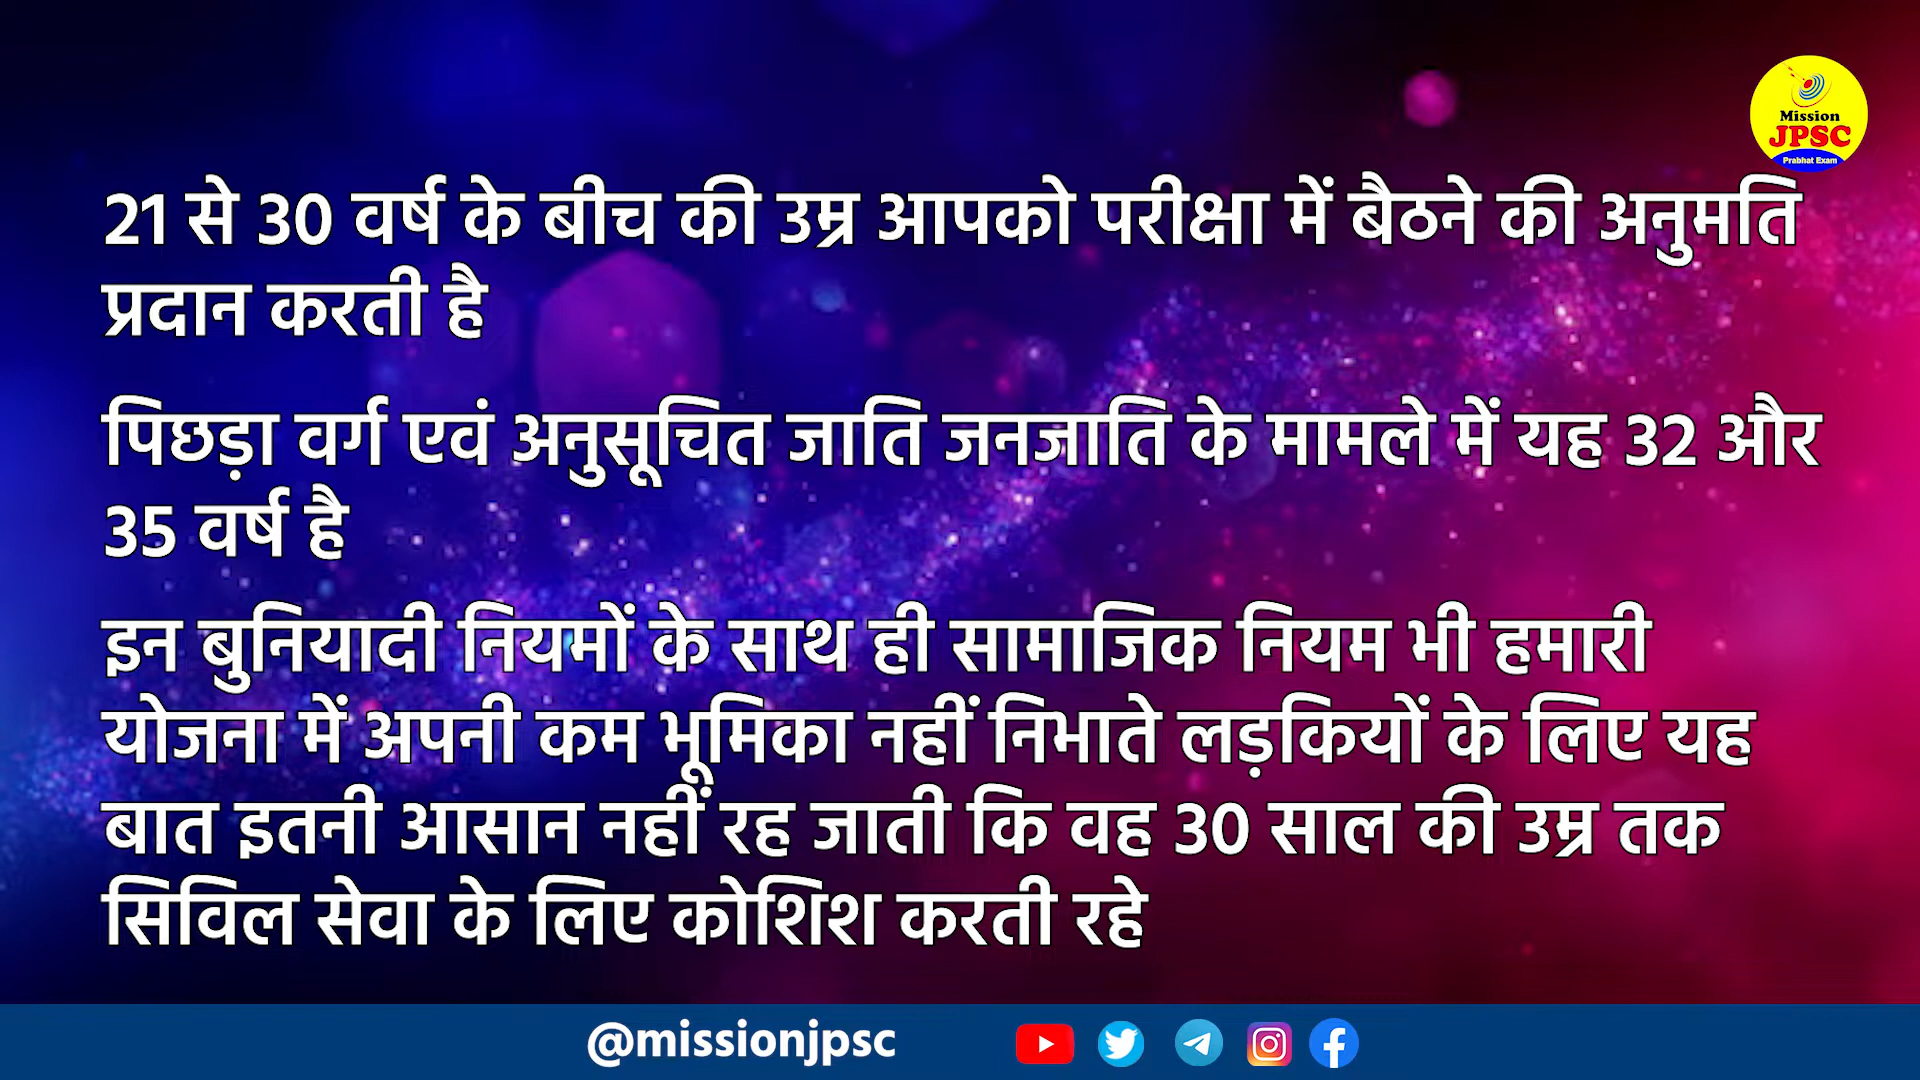 Mission
JPSC
Prabhat Exam
21 से 30 वर्ष के बीच की उम्र आपको परीक्षा में बैठने की अनुमति
प्रदान करती है
पिछड़ा वर्ग एवं अनुसूचित जाति जनजाति के मामले में यह 32 और
35 वर्ष है
इन बुनियादी नियमों के साथ ही सामाजिक नियम भी हमारी
योजना में अपनी कम भूमिका नहीं निभाते लड़कियों के लिए यह
बात इतनी आसान नहीं रह जाती कि वह 30 साल की उम्र तक
सिविल सेवा के लिए कोशिश करती रहे
@missionjpsc